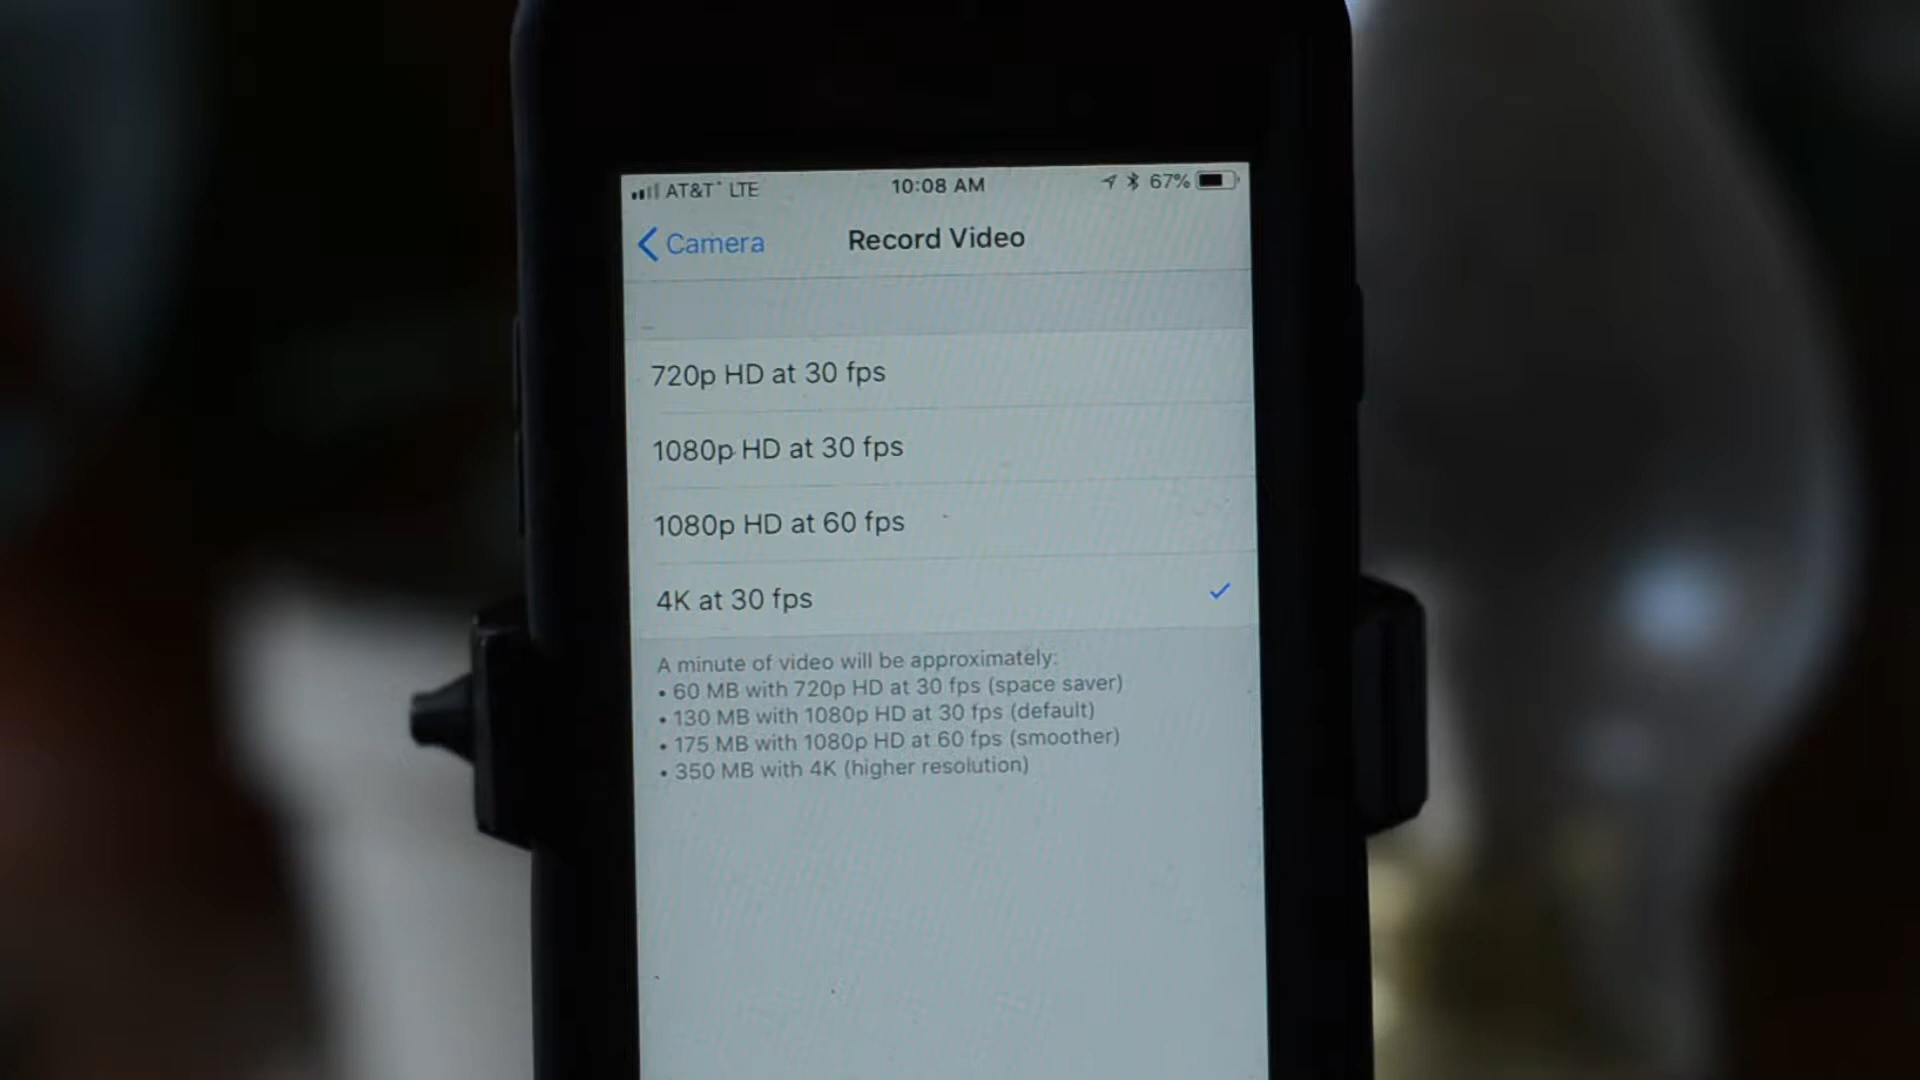 AT&T LTE 10:08 AM 67%
Camera Record Video
720p HD at 30 fps
1080p HD at 30 fps
1080p HD at 60 fps
4K at 30 fps
A minute of video will be approximately:
• 60 MB with 720p HD at 30 fps (space saver)
• 130 MB with 1080p HD at 30 fps (default)
• 175 MB with 1080p HD at 60 fps (smoother)
• 350 MB with 4K (higher resolution)